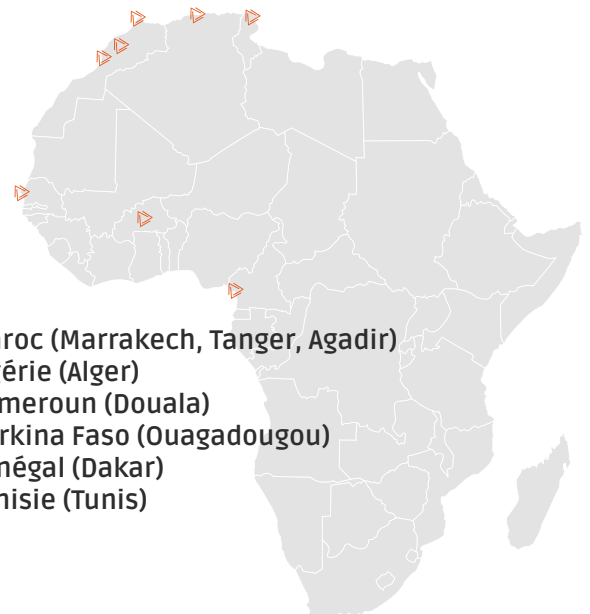 roc (Marrakech, Tanger, Agadir)
érie (Alger)
meroun (Douala)
rkina Faso (Ouagadougou)
négal (Dakar)
nisie (Tunis)